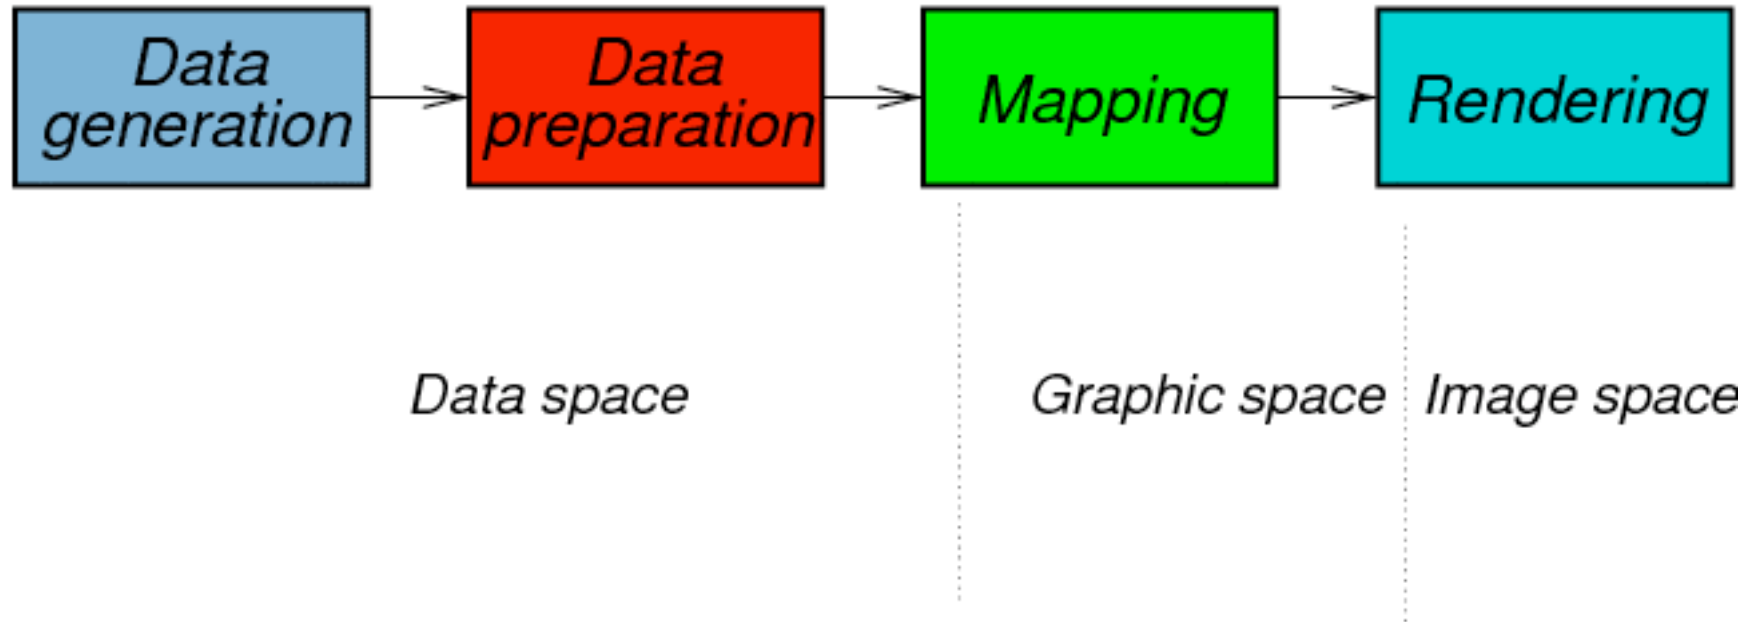 Data
generation
Data
preparation
Mapping
Rendering
Data space
Graphic space
Image space